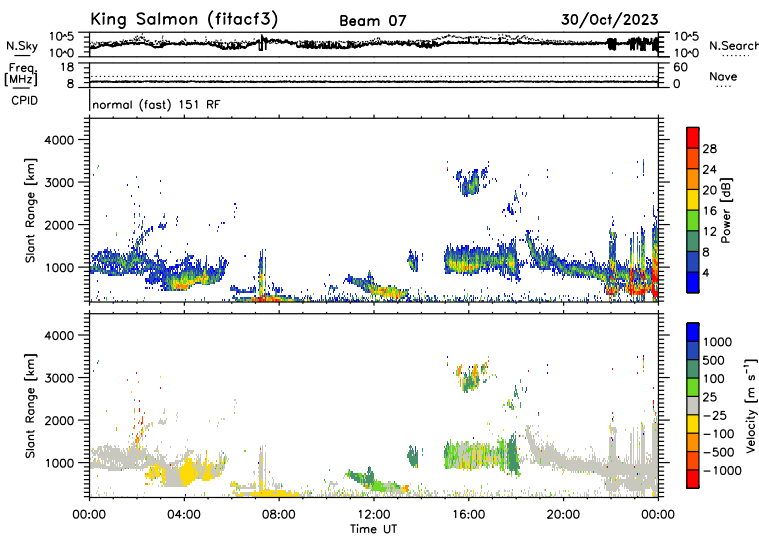 King Salmon (fitacf3) Beam 07 30/Oct/2023
N.Sky 10^5 10^0 10^5 10^0 N.Search
Freq. [MHz] 18 8 60 0 Nave
CPID normal (fast) 151 RF
Slant Range [km] 4000 3000 2000 1000
Power [dB] 28 24 20 16 12 8 4
Slant Range [km] 4000 3000 2000 1000
Velocity [m s^-1] 1000 500 100 25 -25 -100 -500 -1000
00:00 04:00 08:00 12:00 16:00 20:00 00:00
Time UT